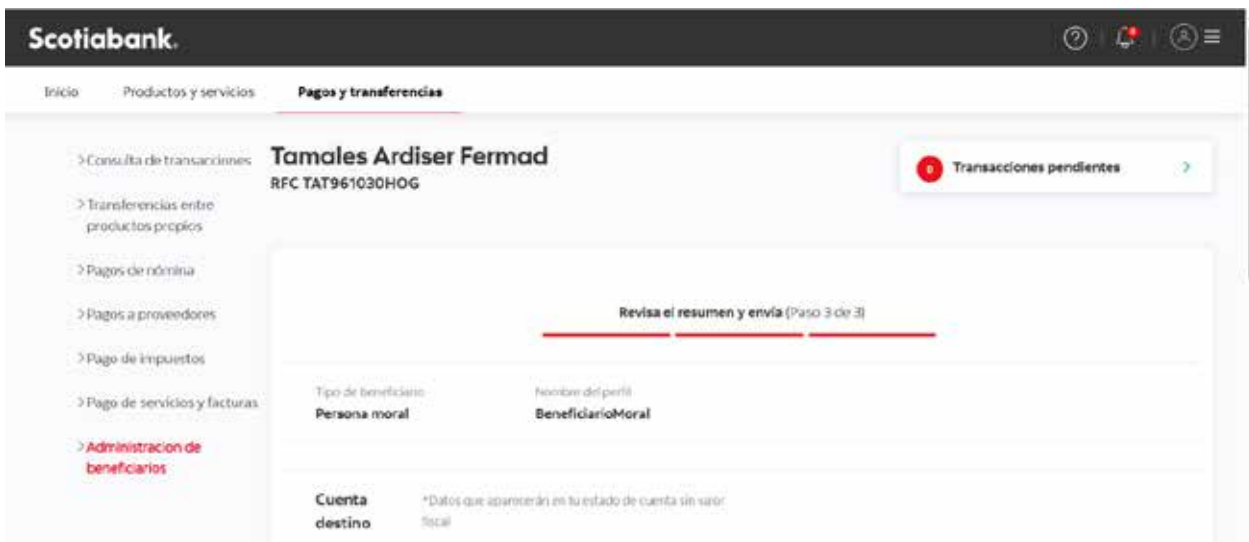 Scotiabank.
Inicio Productos y servicios Pagos y transferencias
>Consulta de transacciones
>Transferencias entre
productos propios
>Pagos de nómina
>Pagos a proveedores
>Pago de impuestos
>Pago de servicios y facturas
>Administracion de
beneficiarios
Tamales Ardiser Fermad
RFC TAT961030HOG
Transacciones pendientes >
Revisa el resumen y envía (Paso 3 de 3)
Tipo de beneficiario
Persona moral
Nombre del perfil
BeneficiarioMoral
Cuenta
destino
*Datos que aparecerán en tu estado de cuenta sin valor
fiscal